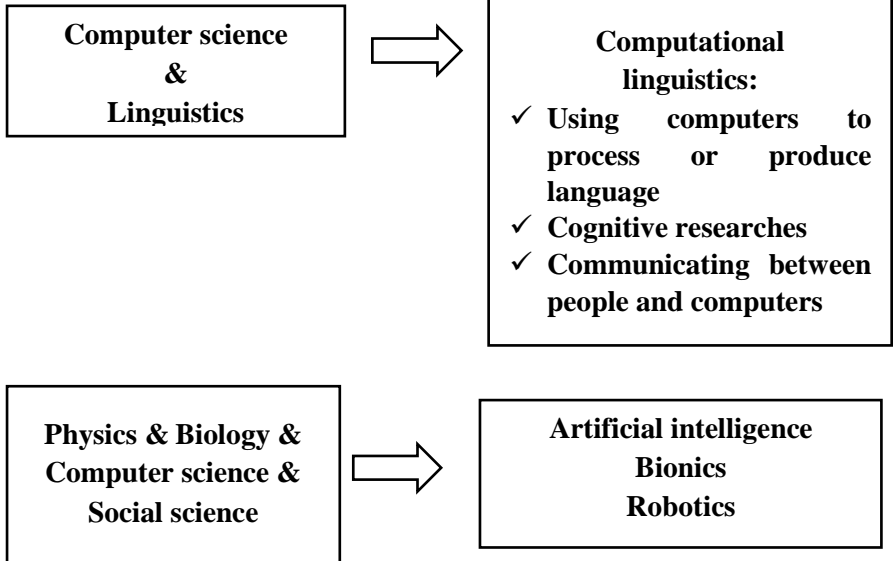 Computer science
&
Linguistics
Computational
linguistics:
✓ Using computers to
process or produce
language
✓ Cognitive researches
✓ Communicating between
people and computers
Physics & Biology &
Computer science &
Social science
Artificial intelligence
Bionics
Robotics